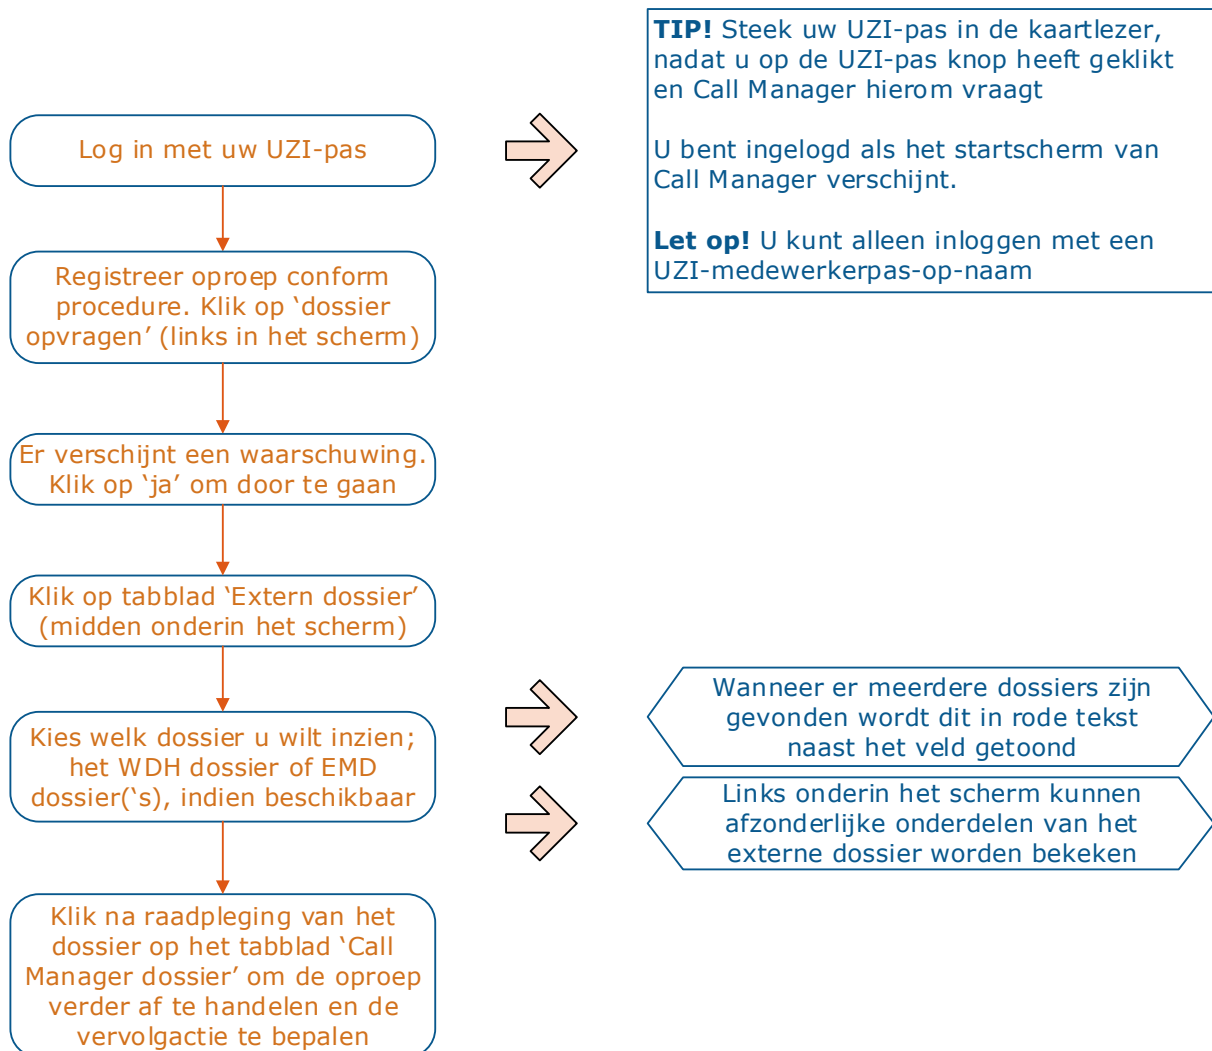 TIP! Steek uw UZI-pas in de kaartlezer,
nadat u op de UZI-pas knop heeft geklikt
en Call Manager hierom vraagt
U bent ingelogd als het startscherm van
Call Manager verschijnt.
Let op! U kunt alleen inloggen met een
UZI-medewerkerpas-op-naam
Log in met uw UZI-pas
Registreer oproep conform
procedure. Klik op ‘dossier
opvragen’ (links in het scherm)
Er verschijnt een waarschuwing.
Klik op ‘ja’ om door te gaan
Klik op tabblad ‘Extern dossier’
(midden onderin het scherm)
Kies welk dossier u wilt inzien;
het WDH dossier of EMD
dossier(‘s), indien beschikbaar
Wanneer er meerdere dossiers zijn
gevonden wordt dit in rode tekst
naast het veld getoond
Links onderin het scherm kunnen
afzonderlijke onderdelen van het
externe dossier worden bekeken
Klik na raadpleging van het
dossier op het tabblad ‘Call
Manager dossier’ om de oproep
verder af te handelen en de
vervolgactie te bepalen